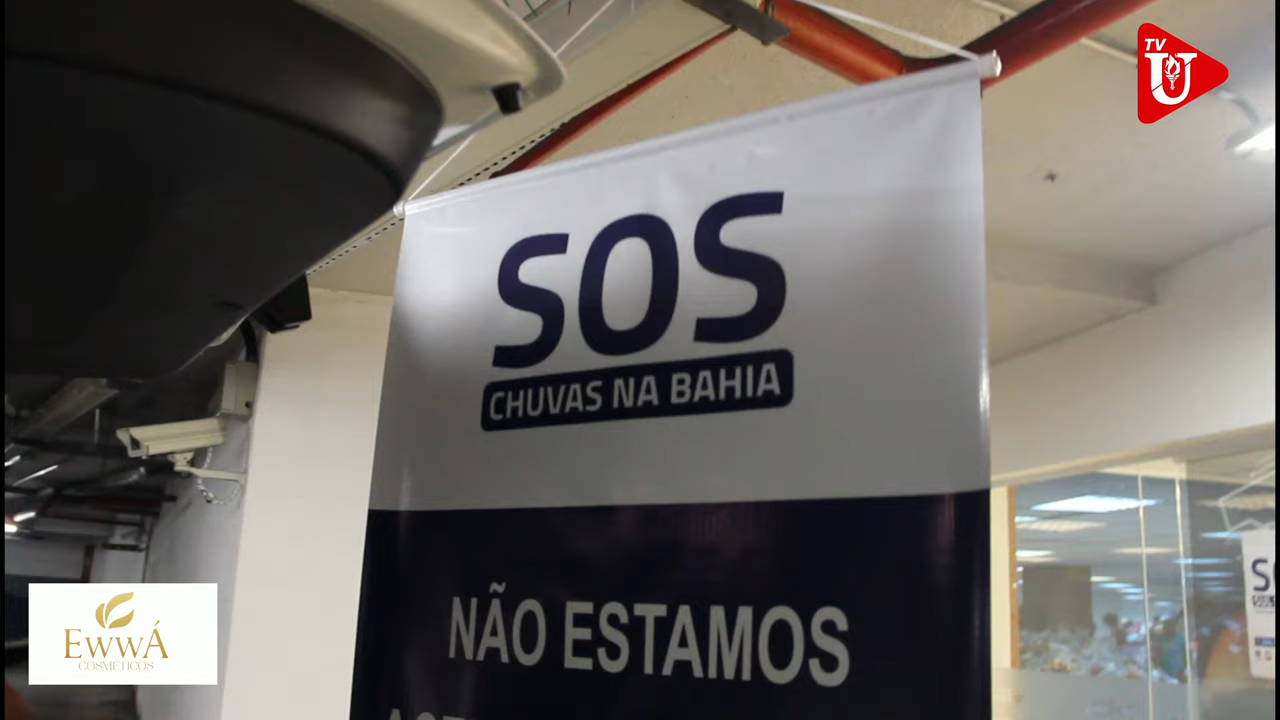 TV
U
SOS
CHUVAS NA BAHIA
NÃO ESTAMOS
EWWÁ
COSMÉTICOS